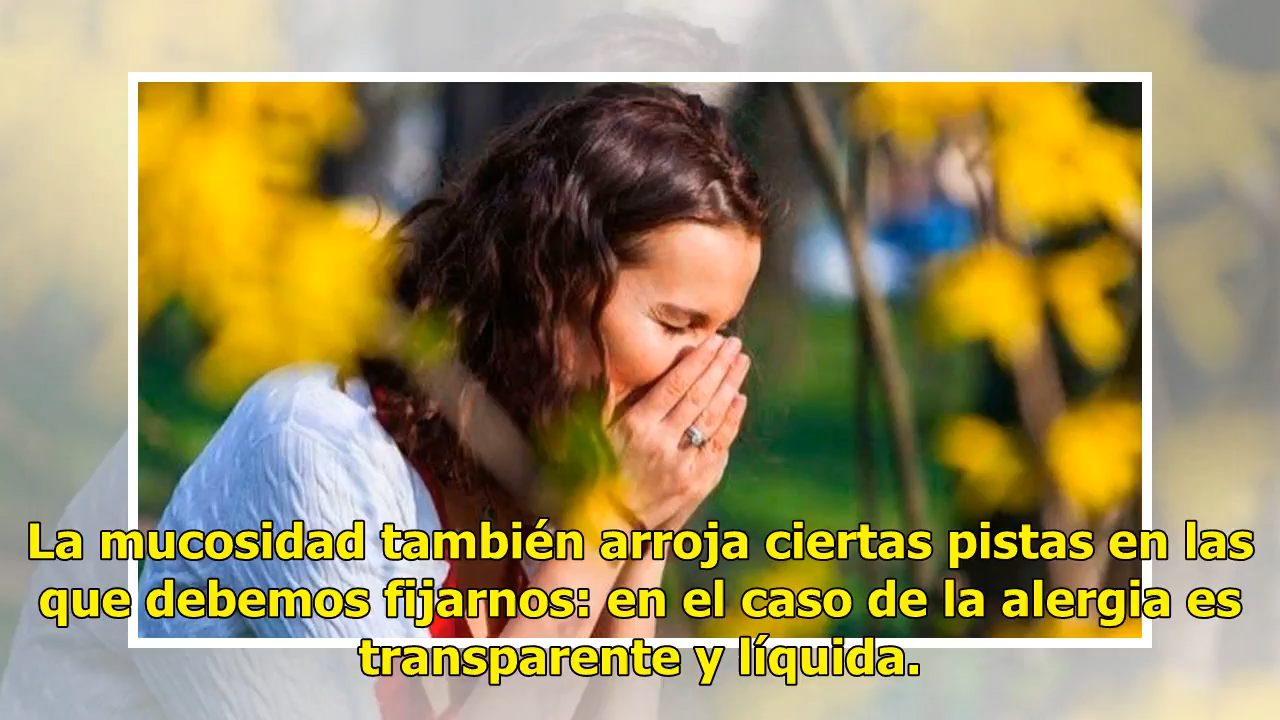 La mucosidad también arroja ciertas pistas en las
que debemos fijarnos: en el caso de la alergia es
transparente y líquida.